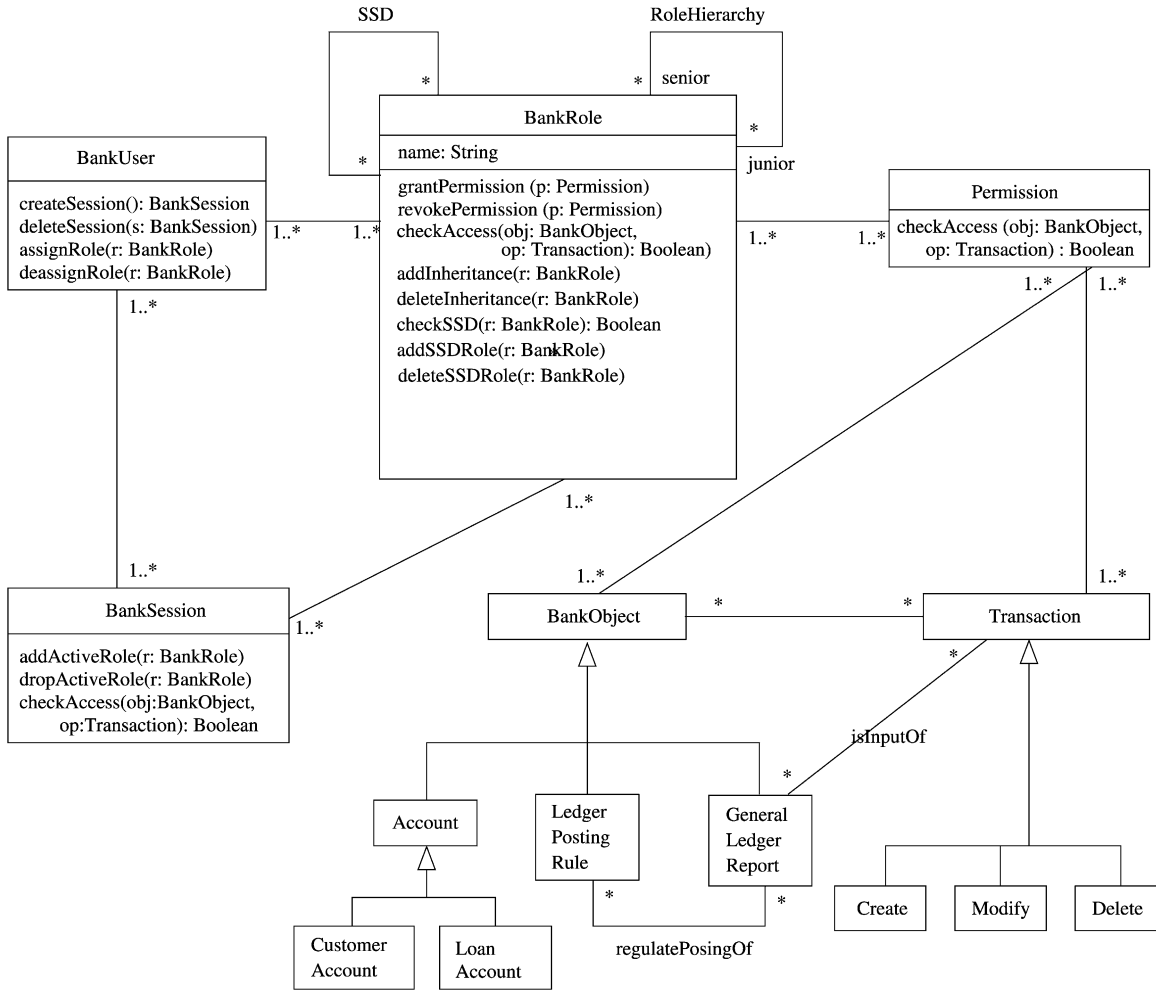 SSD
RoleHierarchy
*
*
senior
BankRole
*
junior
*
name: String
BankUser
grantPermission (p: Permission)
revokePermission (p: Permission)
checkAccess(obj: BankObject,
op: Transaction): Boolean)
addInheritance(r: BankRole)
deleteInheritance(r: BankRole)
checkSSD(r: BankRole): Boolean
addSSDRole(r: BankRole)
*
deleteSSDRole(r: BankRole)
createSession(): BankSession
deleteSession(s: BankSession)
assignRole(r: BankRole)
deassignRole(r: BankRole)
1..*
1..*
1..*
1..*
Permission
checkAccess (obj: BankObject,
op: Transaction) : Boolean
1..*
1..*
1..*
1..*
1..*
1..*
1..*
1..*
BankSession
1..*
addActiveRole(r: BankRole)
dropActiveRole(r: BankRole)
checkAccess(obj:BankObject,
op:Transaction): Boolean
BankObject
*
*
Transaction
*
isInputOf
*
Account
Ledger
Posting
Rule
General
Ledger
Report
*
*
regulatePosingOf
Customer
Account
Loan
Account
Create
Modify
Delete